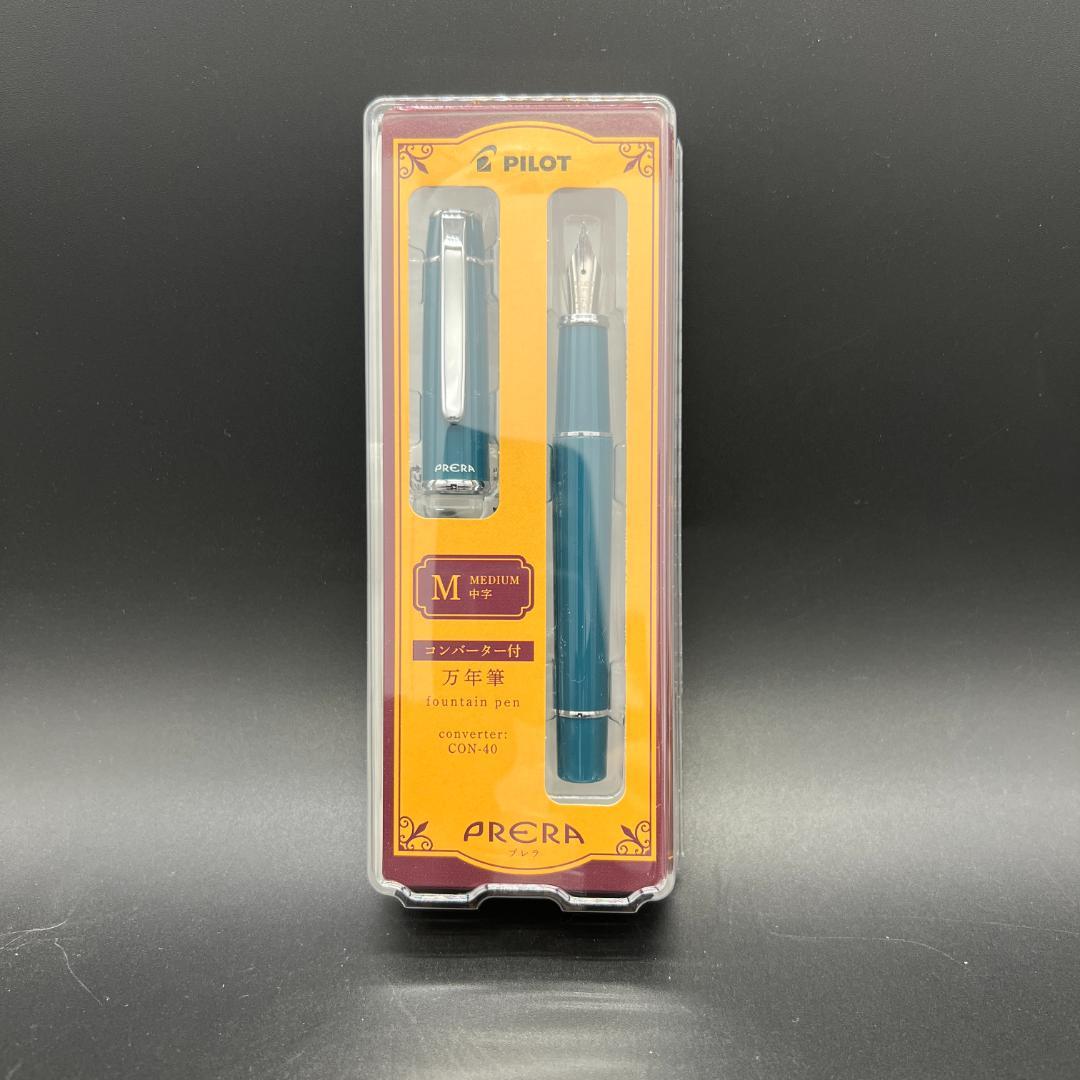 PILOT
PRERA
M MEDIUM
中字
コンバーター付
万年筆
fountain pen
converter:
CON-40
PRERA
プレラ